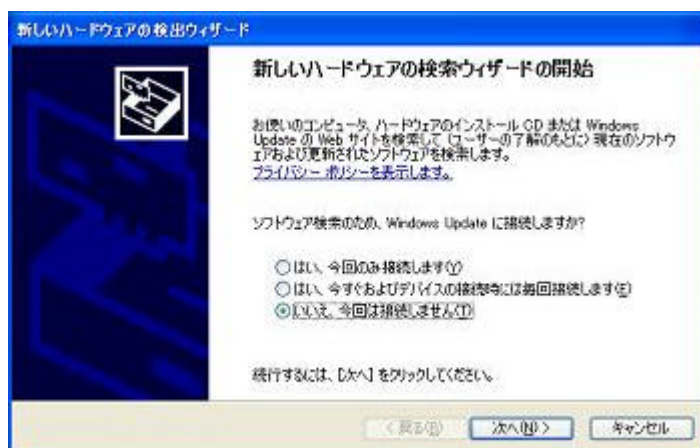 新しいハードウェアの検出ウィザード
新しいハードウェアの検索ウィザードの開始
お使いのコンピュータ、ハードウェアのインストール CD または Windows
Update の Web サイトを検索して (ユーザーの了解のもとに) 現在のソフトウ
ェアおよび更新されたソフトウェアを検索します。
プライバシー ポリシーを表示します。
ソフトウェア検索のため、Windows Update に接続しますか?
はい、今回のみ接続します(Y)
はい、今すぐおよびデバイスの接続時には毎回接続します(E)
いいえ、今回は接続しません(T)
続行するには、[次へ] をクリックしてください。
< 戻る(B) 次へ(N) > キャンセル